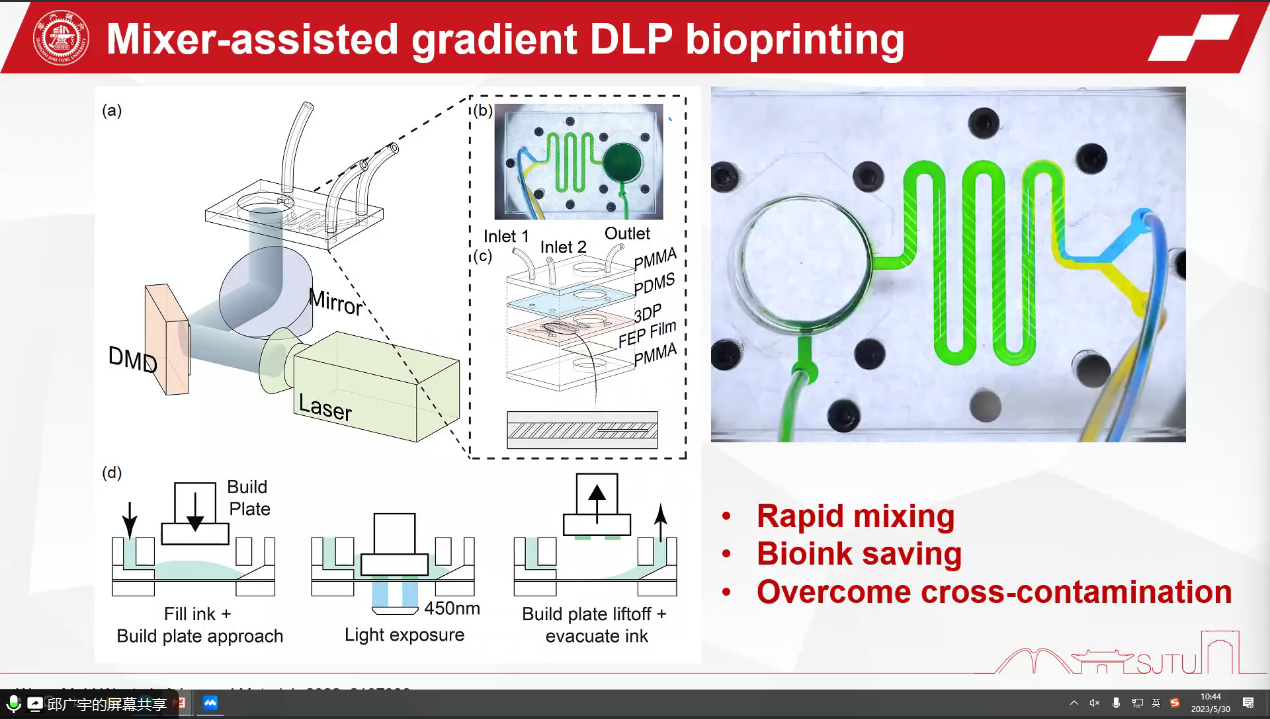 Mixer-assisted gradient DLP bioprinting
(a)
Mirror
DMD
Laser
(b)
Inlet 1
Inlet 2
Outlet
(c)
PMMA
PDMS
3DP
FEP Film
PMMA
(d)
Build
Plate
Fill ink +
Build plate approach
450nm
Light exposure
Build plate liftoff +
evacuate ink
• Rapid mixing
• Bioink saving
• Overcome cross-contamination
SJTU
邱广宇的屏幕共享
英
10:44
2023/5/30